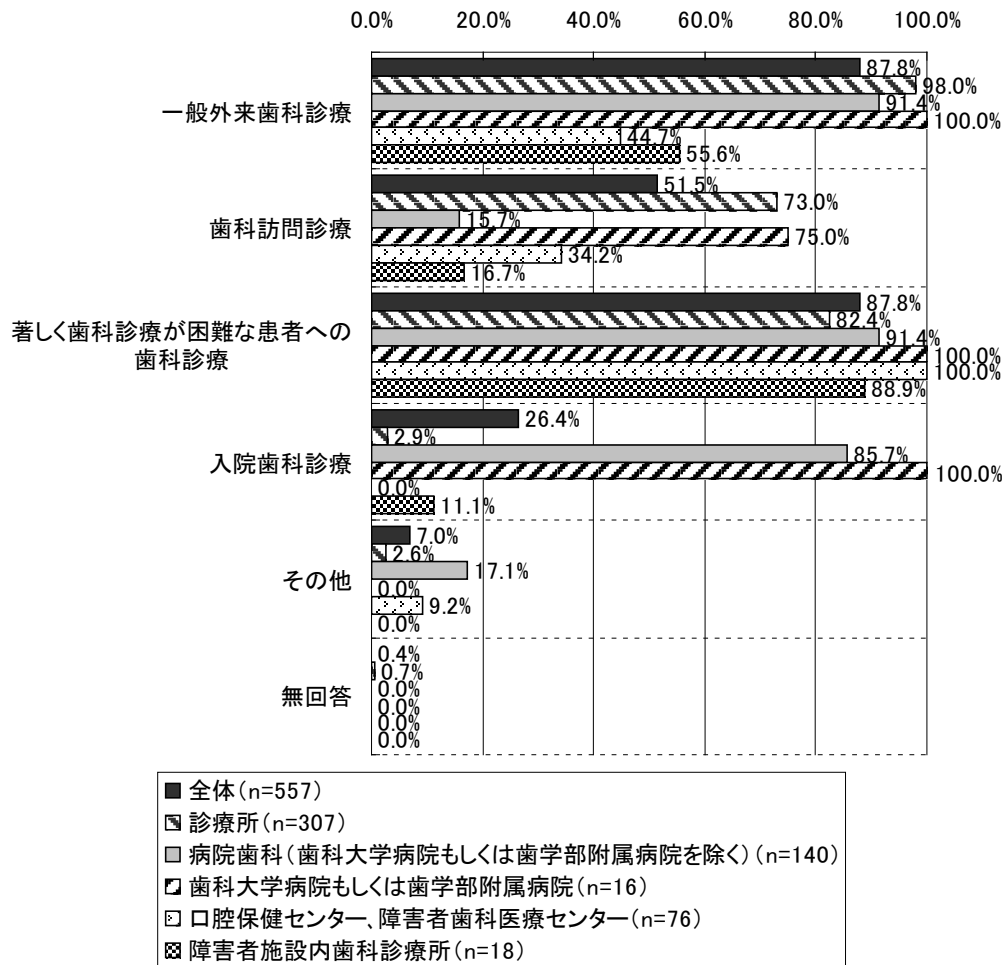 0.0% 20.0% 40.0% 60.0% 80.0% 100.0%
一般外来歯科診療
87.8%
98.0%
91.4%
100.0%
44.7%
55.6%
歯科訪問診療
51.5%
73.0%
15.7%
75.0%
34.2%
16.7%
著しく歯科診療が困難な患者への
歯科診療
87.8%
82.4%
91.4%
100.0%
100.0%
88.9%
入院歯科診療
26.4%
2.9%
85.7%
100.0%
0.0%
11.1%
その他
7.0%
2.6%
17.1%
0.0%
9.2%
0.0%
無回答
0.4%
0.7%
0.0%
0.0%
0.0%
0.0%
全体(n=557)
診療所(n=307)
病院歯科(歯科大学病院もしくは歯学部附属病院を除く)(n=140)
歯科大学病院もしくは歯学部附属病院(n=16)
口腔保健センター、障害者歯科医療センター(n=76)
障害者施設内歯科診療所(n=18)